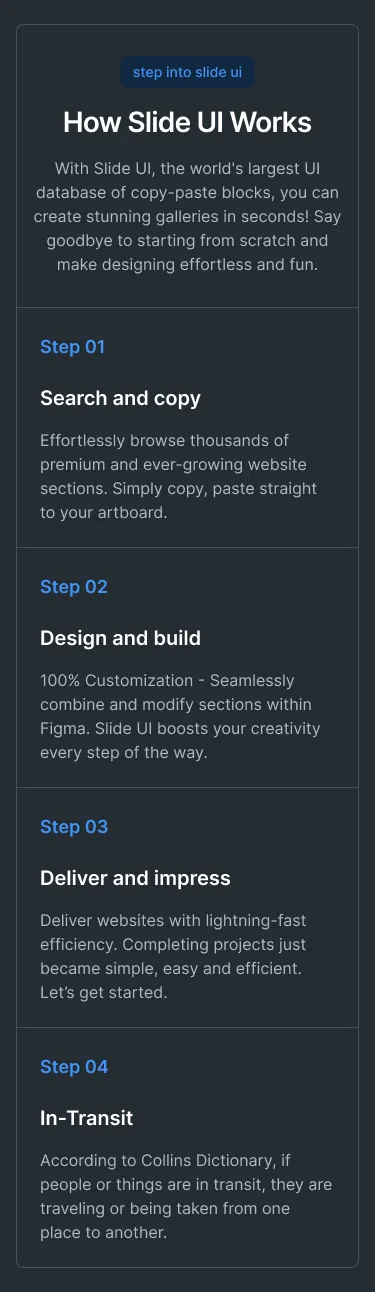 step into slide ui
How Slide UI Works
With Slide UI, the world's largest UI
database of copy-paste blocks, you can
create stunning galleries in seconds! Say
goodbye to starting from scratch and
make designing effortless and fun.
Step 01
Search and copy
Effortlessly browse thousands of
premium and ever-growing website
sections. Simply copy, paste straight
to your artboard.
Step 02
Design and build
100% Customization - Seamlessly
combine and modify sections within
Figma. Slide UI boosts your creativity
every step of the way.
Step 03
Deliver and impress
Deliver websites with lightning-fast
efficiency. Completing projects just
became simple, easy and efficient.
Let’s get started.
Step 04
In-Transit
According to Collins Dictionary, if
people or things are in transit, they are
traveling or being taken from one
place to another.